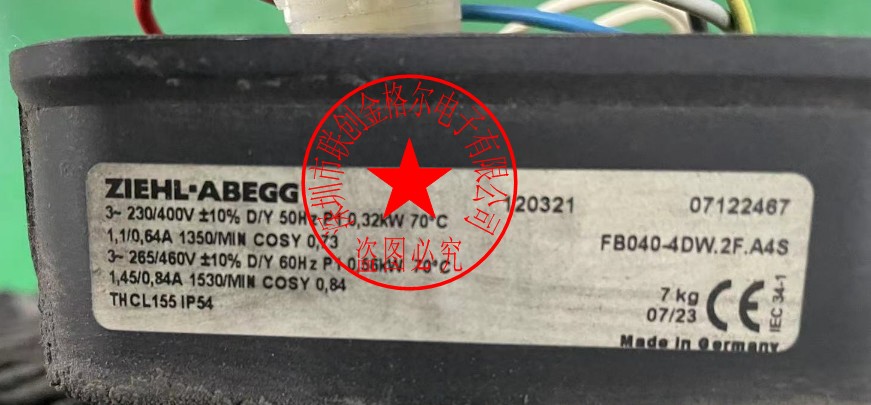 ZIEHL-ABEGG
3~ 230/400V ±10% D/Y 50Hz P1 0,32kW 70°C
1,1/0,64A 1350/MIN COSY 0,73
3~ 265/460V ±10% D/Y 60Hz P1 0,56kW 70°C
1,45/0,84A 1530/MIN COSY 0,84
THCL155 IP54
120321
07122467
FB040-4DW.2F.A4S
7 kg
07/23
CE
IEC 34-1
Made in Germany
深圳市联创金格尔电子有限公司
盗图必究